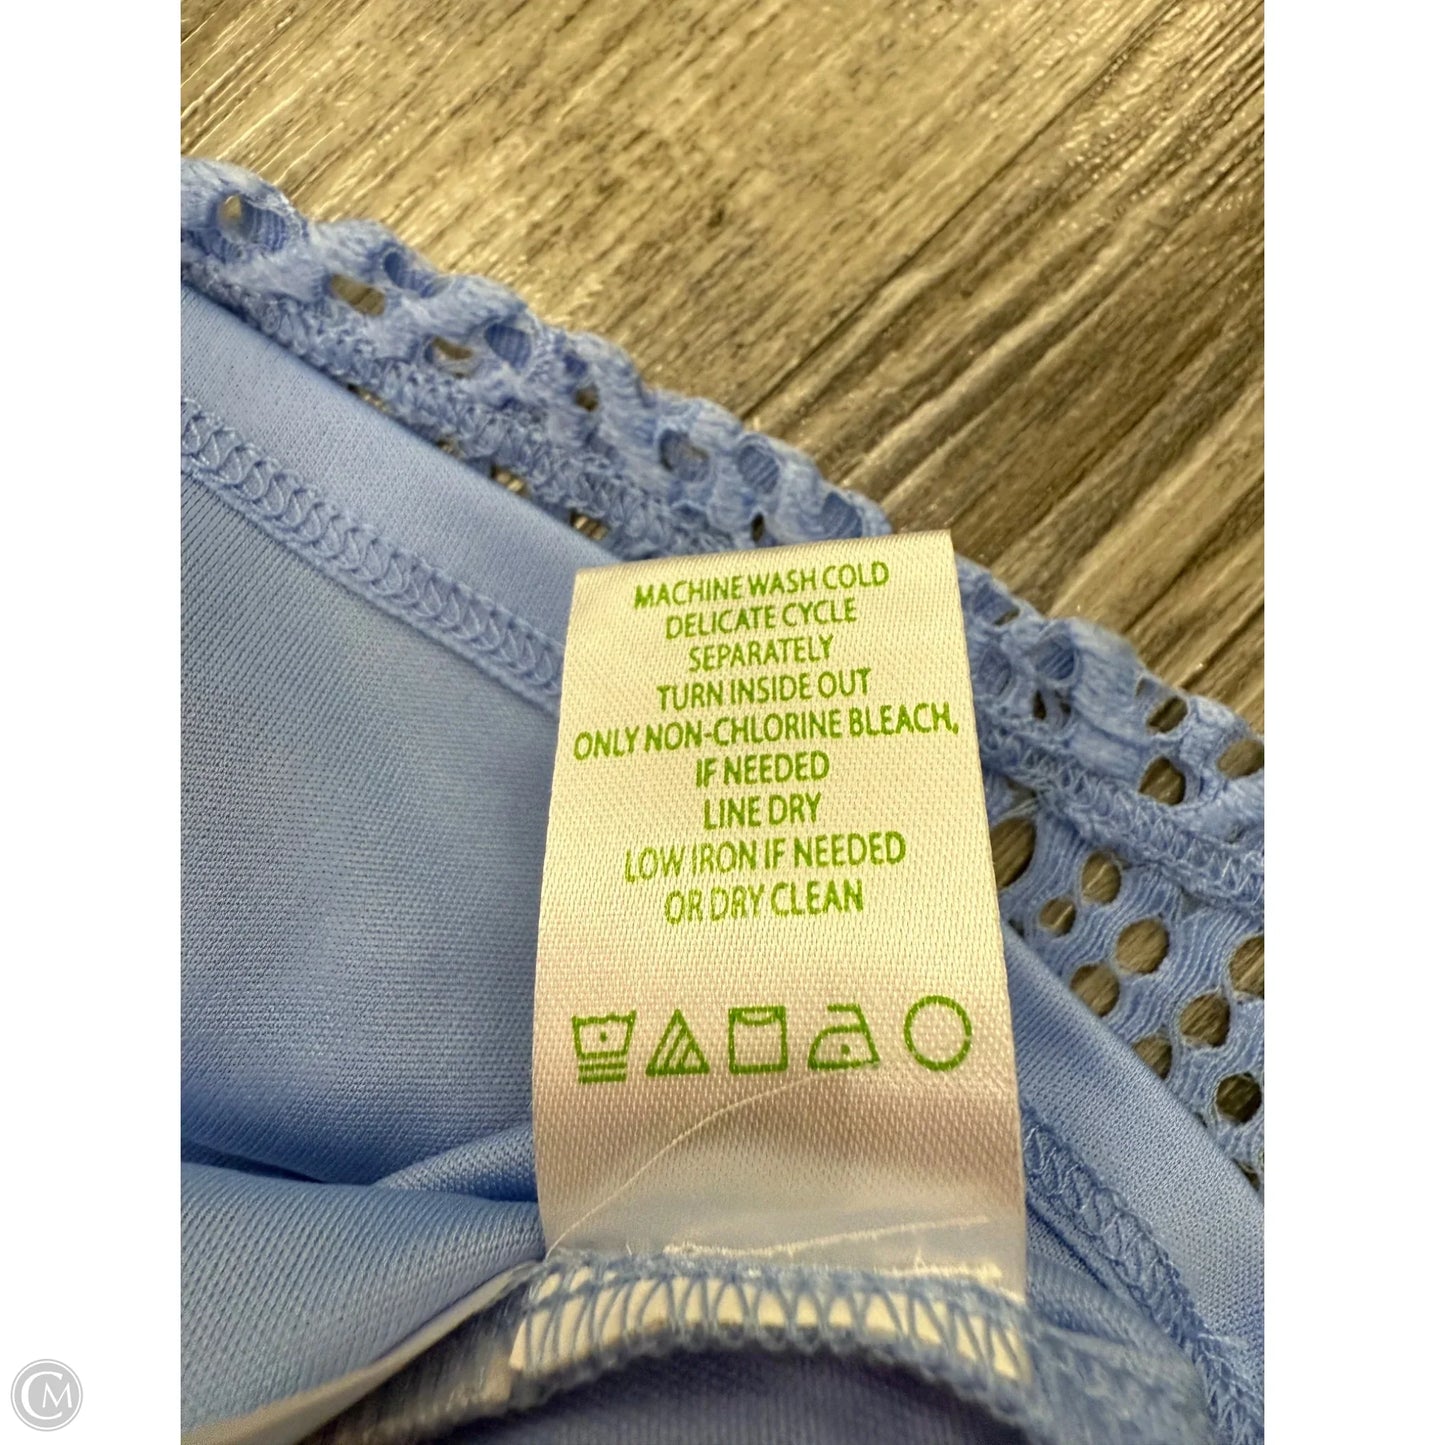 MACHINE WASH COLD
DELICATE CYCLE
SEPARATELY
TURN INSIDE OUT
ONLY NON-CHLORINE BLEACH,
IF NEEDED
LINE DRY
LOW IRON IF NEEDED
OR DRY CLEAN
CM